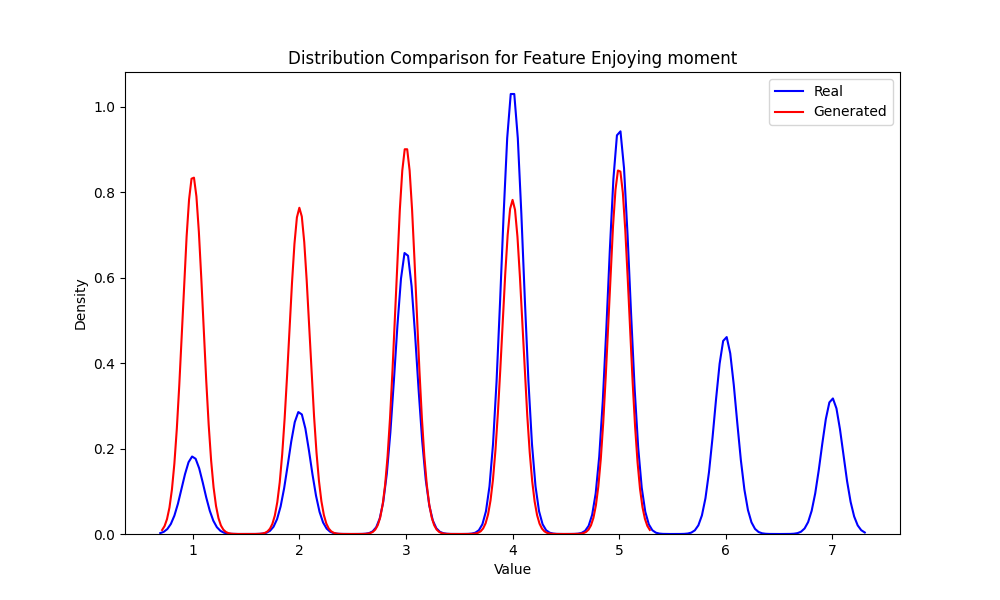 Distribution Comparison for Feature Enjoying moment
Real
Generated
1.0
0.8
0.6
0.4
0.2
0.0
Density
1 2 3 4 5 6 7
Value